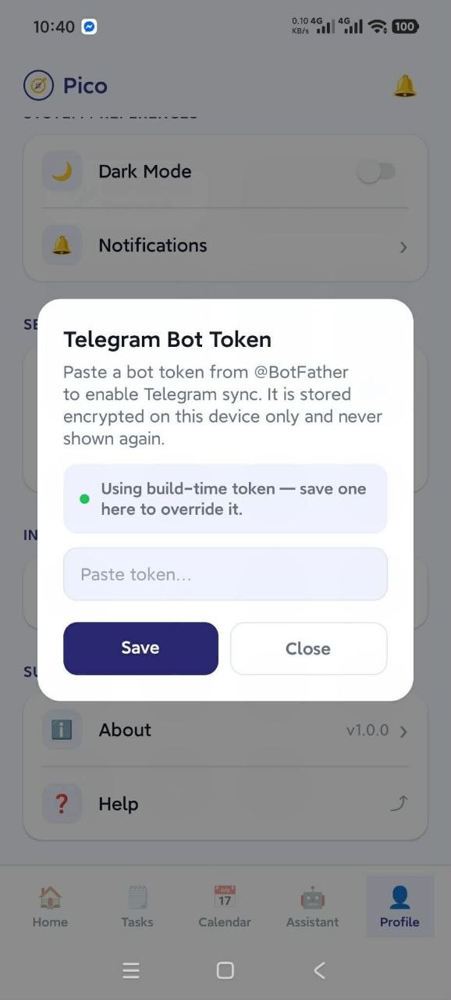 10:40
0.10 KB/s 4G 4G 100
Pico
SYSTEM PREFERENCES
Dark Mode
Notifications
SE
Telegram Bot Token
Paste a bot token from @BotFather
to enable Telegram sync. It is stored
encrypted on this device only and never
shown again.
Using build-time token — save one
here to override it.
IN
Paste token...
Save Close
SU
About v1.0.0
Help
July
17
Home Tasks Calendar Assistant Profile